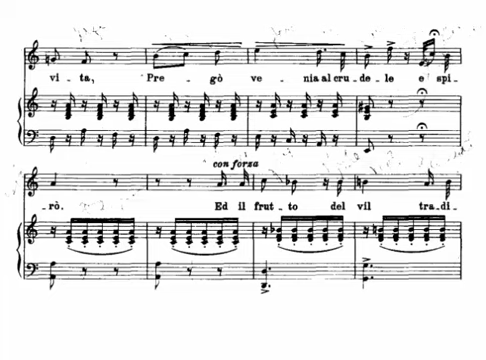 vi - ta, Pre - gò ve - nia al cru - de - le e spi -
con forza
- rò. Ed il frut - to del vil tra-di-